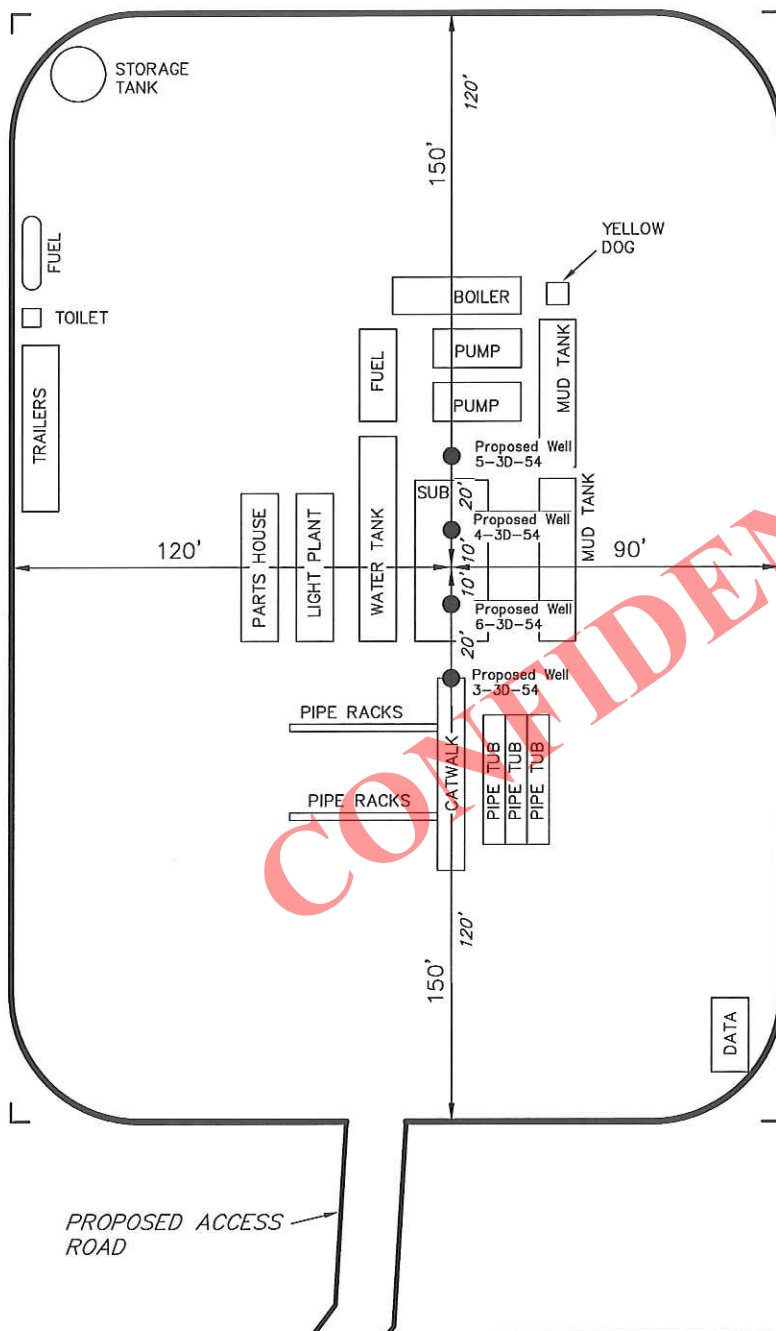 STORAGE
TANK
120'
150'
YELLOW
DOG
FUEL
BOILER
TOILET
PUMP
FUEL
MUD TANK
TRAILERS
PUMP
Proposed Well
5-3D-54
SUB
20'
MUD TANK
Proposed Well
4-3D-54
10'
120'
90'
PARTS HOUSE
LIGHT PLANT
WATER TANK
10'
Proposed Well
6-3D-54
20'
Proposed Well
3-3D-54
PIPE RACKS
CATWALK
PIPE TUB
PIPE TUB
PIPE TUB
PIPE RACKS
120'
150'
DATA
PROPOSED ACCESS
ROAD
CONFIDEN